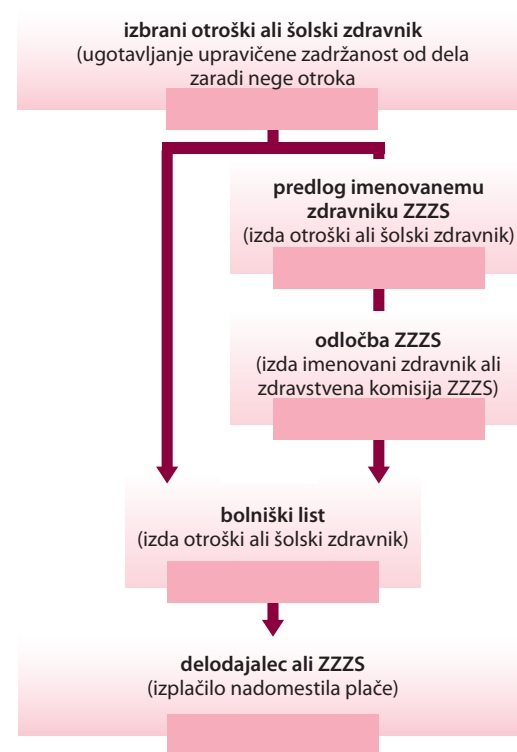 izbrani otroški ali šolski zdravnik
(ugotavljanje upravičene zadržanost od dela
zaradi nege otroka
predlog imenovanemu
zdravniku ZZZS
(izda otroški ali šolski zdravnik)
odločba ZZZS
(izda imenovani zdravnik ali
zdravstvena komisija ZZZS)
bolniški list
(izda otroški ali šolski zdravnik)
delodajalec ali ZZZS
(izplačilo nadomestila plače)